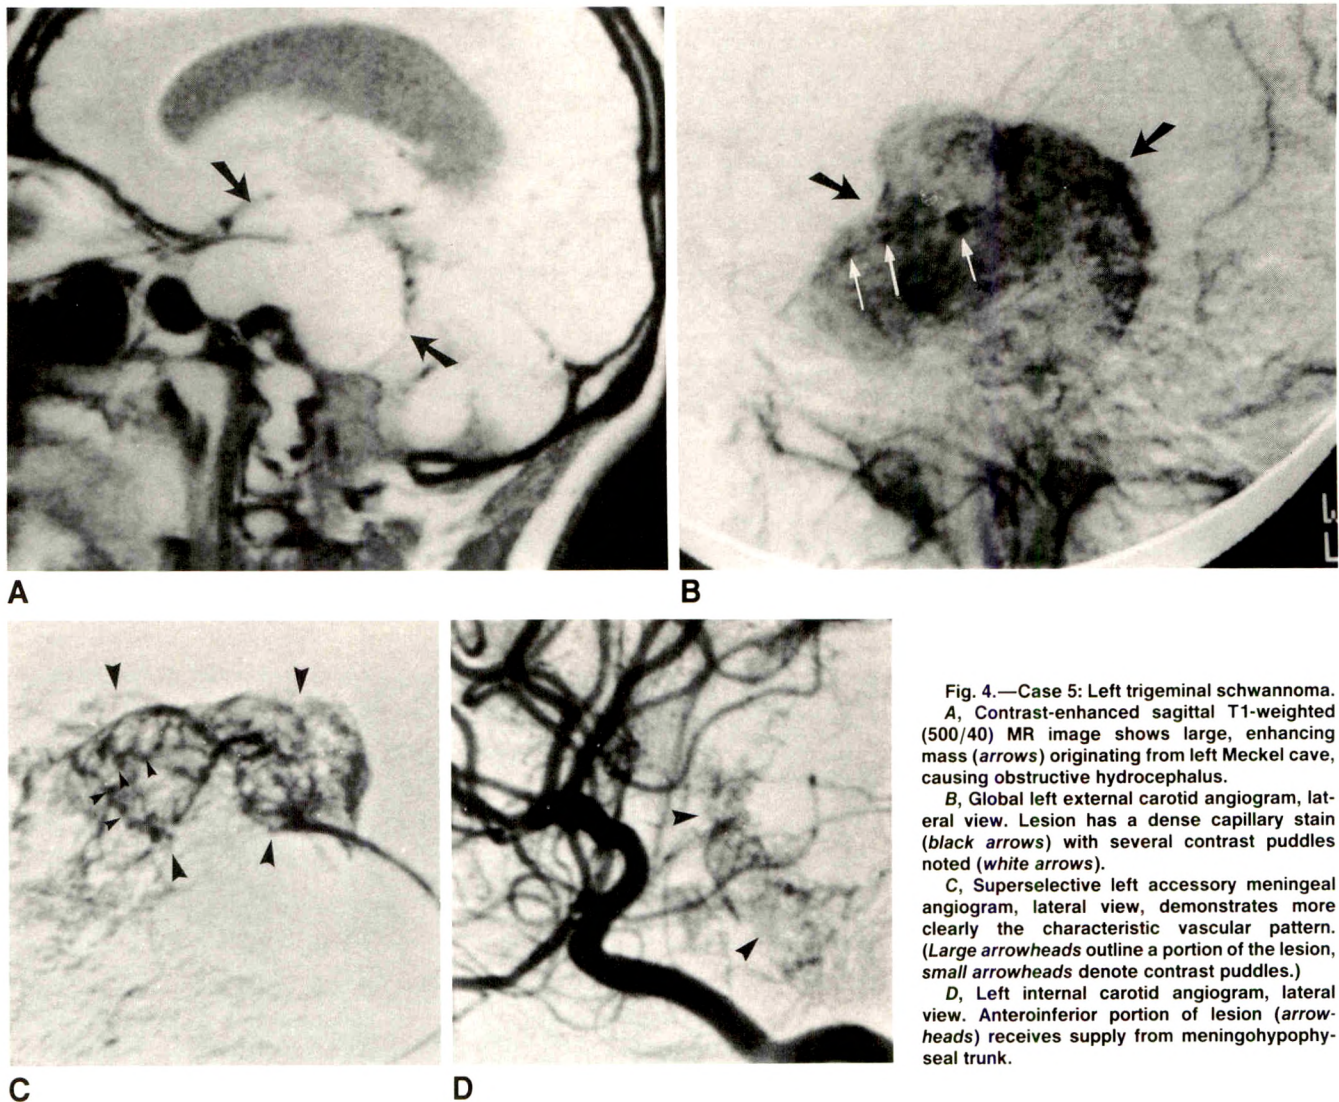 A
B
Fig. 4.—Case 5: Left trigeminal schwannoma.
A, Contrast-enhanced sagittal T1-weighted
(500/40) MR image shows large, enhancing
mass (arrows) originating from left Meckel cave,
causing obstructive hydrocephalus.
B, Global left external carotid angiogram, lat-
eral view. Lesion has a dense capillary stain
(black arrows) with several contrast puddles
noted (white arrows).
C, Superselective left accessory meningeal
angiogram, lateral view, demonstrates more
clearly the characteristic vascular pattern.
(Large arrowheads outline a portion of the lesion,
small arrowheads denote contrast puddles.)
D, Left internal carotid angiogram, lateral
view. Anteroinferior portion of lesion (arrow-
heads) receives supply from meningohypophy-
seal trunk.
C
D